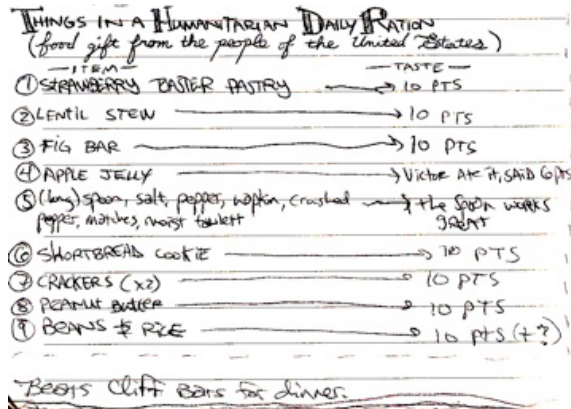 THINGS IN A HUMANITARIAN DAILY RATION
(food gift from the people of the United States)
—ITEM— —TASTE—
① STRAWBERRY TOASTER PASTRY 10 PTS
② LENTIL STEW 10 PTS
③ FIG BAR 10 PTS
④ APPLE JELLY Victor Ate it, SAID 6 pts
⑤ (long) spoon, salt, pepper, napkin, crushed the Spoon works
pepper, matches, moist towlett GREAT
⑥ SHORTBREAD COOKIE 10 PTS
⑦ CRACKERS (x2) 10 PTS
⑧ PEANUT Butter 10 PTS
⑨ BEANS & RICE 10 pts (+?)
Beats Cliff Bars for dinner.